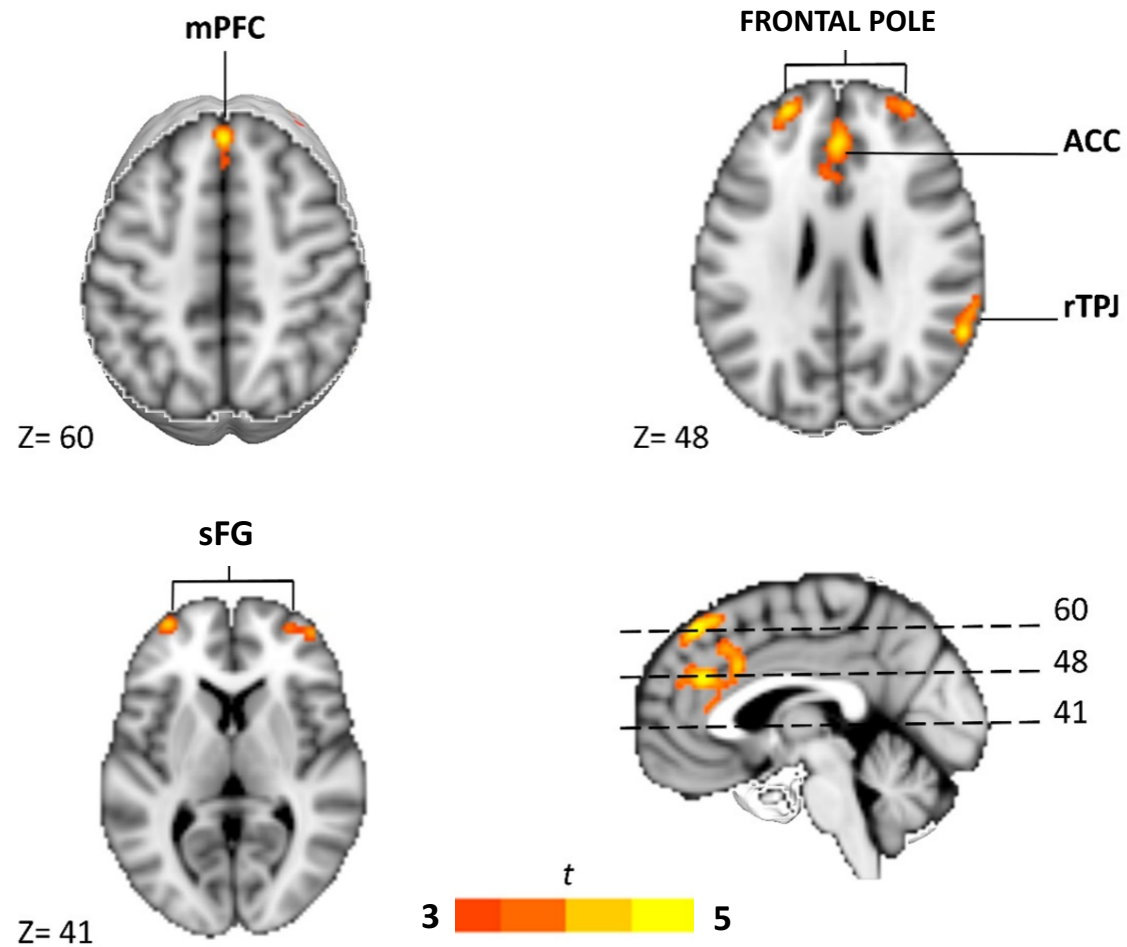 mPFC
Z= 60
FRONTAL POLE
ACC
rTPJ
Z= 48
sFG
Z= 41
60
48
41
t
3
5